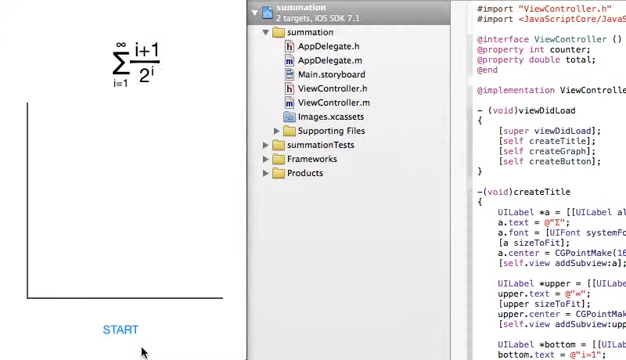 ∞
Σ i+1
2^i
i=1
START
summation
2 targets, iOS SDK 7.1
summation
AppDelegate.h
AppDelegate.m
Main.storyboard
ViewController.h
ViewController.m
Images.xcassets
Supporting Files
summationTests
Frameworks
Products
#import "ViewController.h"
#import <JavaScriptCore/Jav
@interface ViewController ()
@property int counter;
@property double total;
@end
@implementation ViewControlle
- (void)viewDidLoad
{
[super viewDidLoad];
[self createTitle];
[self createGraph];
[self createButton];
}
-(void)createTitle
{
UILabel *a = [[UILabel al
a.text = @"Σ";
a.font = [UIFont systemFo
[a sizeToFit];
a.center = CGPointMake(16
[self.view addSubview:a];
UILabel *upper = [[UILabe
upper.text = @"∞";
[upper sizeToFit];
upper.center = CGPointMak
[self.view addSubview:upp
UILabel *bottom = [[UILab
bottom.text = @"i=1";